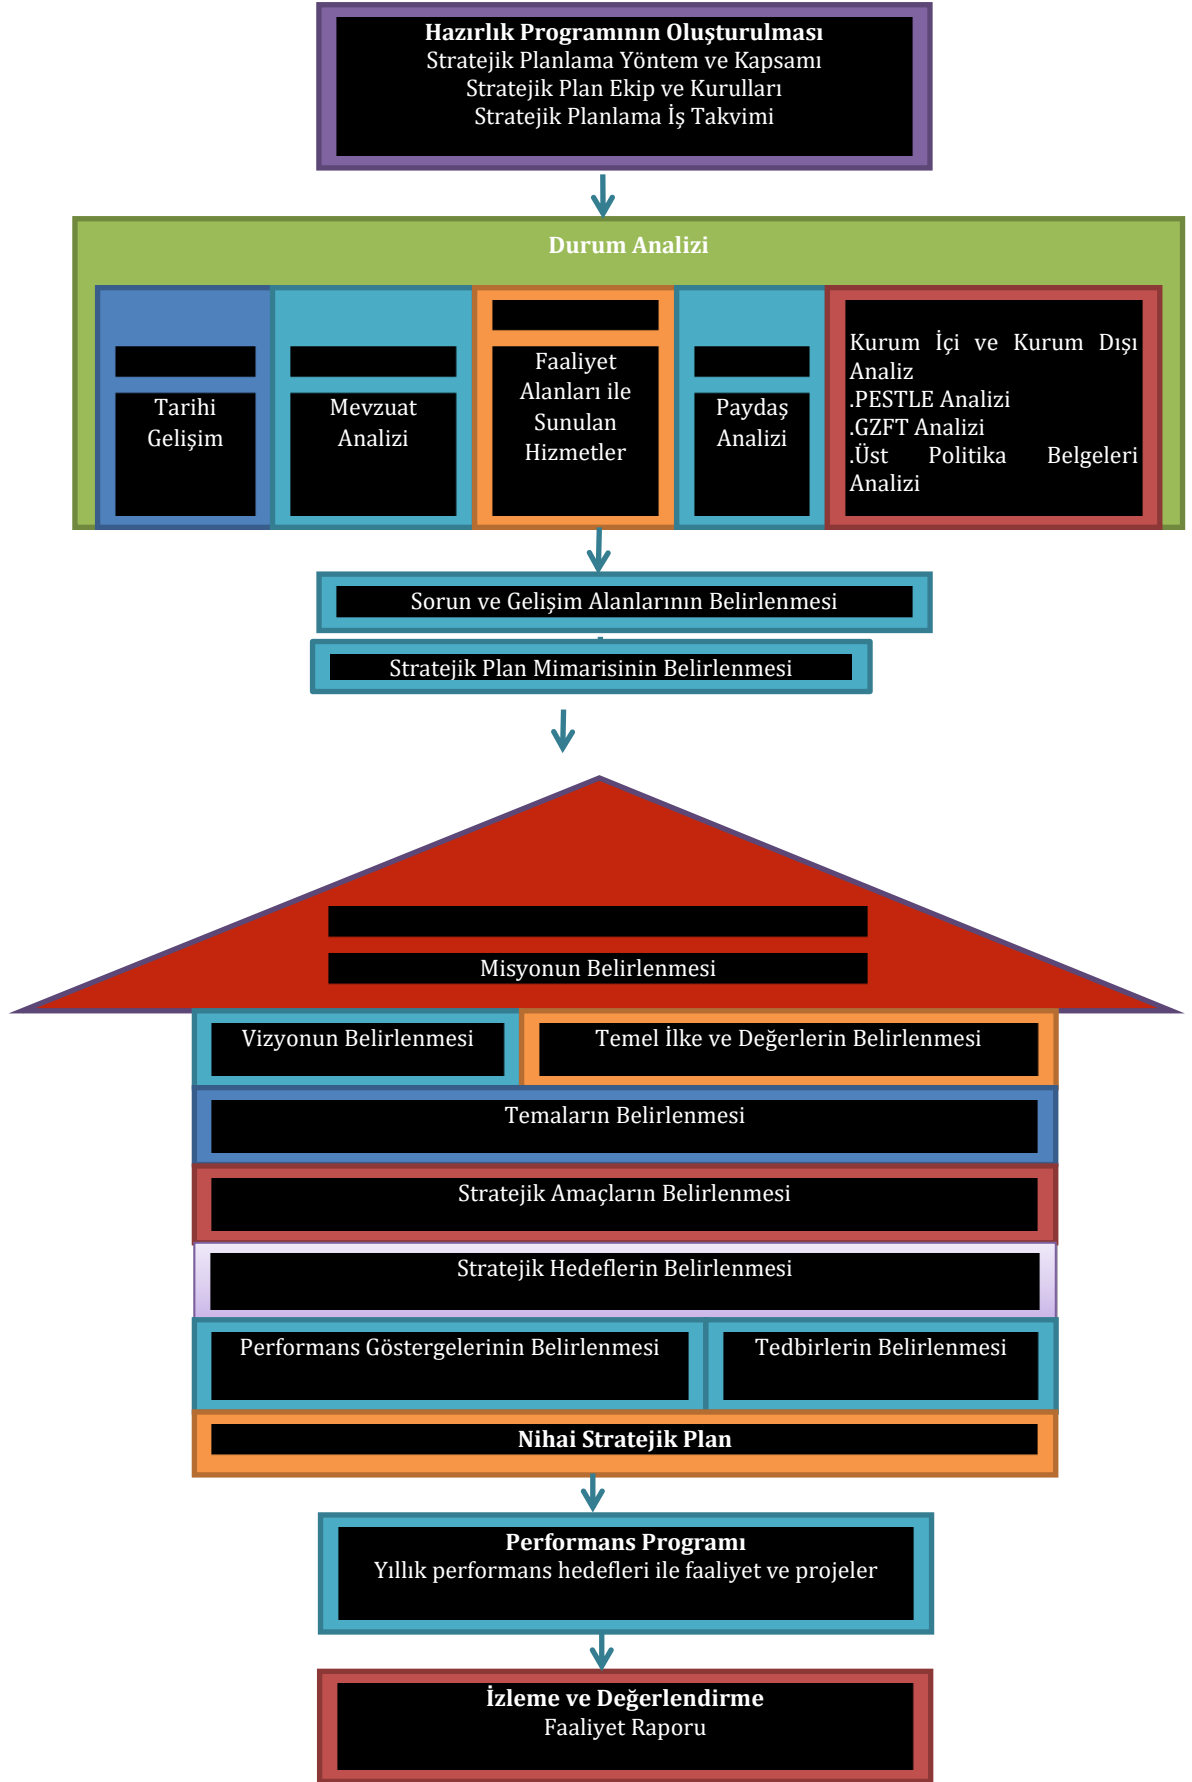 Hazırlık Programının Oluşturulması
Stratejik Planlama Yöntem ve Kapsamı
Stratejik Plan Ekip ve Kurulları
Stratejik Planlama İş Takvimi
Durum Analizi
Tarihi
Gelişim
Mevzuat
Analizi
Faaliyet
Alanları ile
Sunulan
Hizmetler
Paydaş
Analizi
Kurum İçi ve Kurum Dışı
Analiz
.PESTLE Analizi
.GZFT Analizi
.Üst Politika Belgeleri
Analizi
Sorun ve Gelişim Alanlarının Belirlenmesi
Stratejik Plan Mimarisinin Belirlenmesi
Misyonun Belirlenmesi
Vizyonun Belirlenmesi
Temel İlke ve Değerlerin Belirlenmesi
Temaların Belirlenmesi
Stratejik Amaçların Belirlenmesi
Stratejik Hedeflerin Belirlenmesi
Performans Göstergelerinin Belirlenmesi
Tedbirlerin Belirlenmesi
Nihai Stratejik Plan
Performans Programı
Yıllık performans hedefleri ile faaliyet ve projeler
İzleme ve Değerlendirme
Faaliyet Raporu